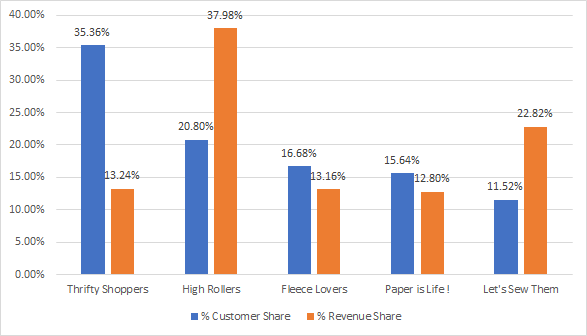 40.00%
35.00%
30.00%
25.00%
20.00%
15.00%
10.00%
5.00%
0.00%
35.36%
13.24%
20.80%
37.98%
16.68%
13.16%
15.64%
12.80%
11.52%
22.82%
Thrifty Shoppers
High Rollers
Fleece Lovers
Paper is Life !
Let's Sew Them
% Customer Share
% Revenue Share